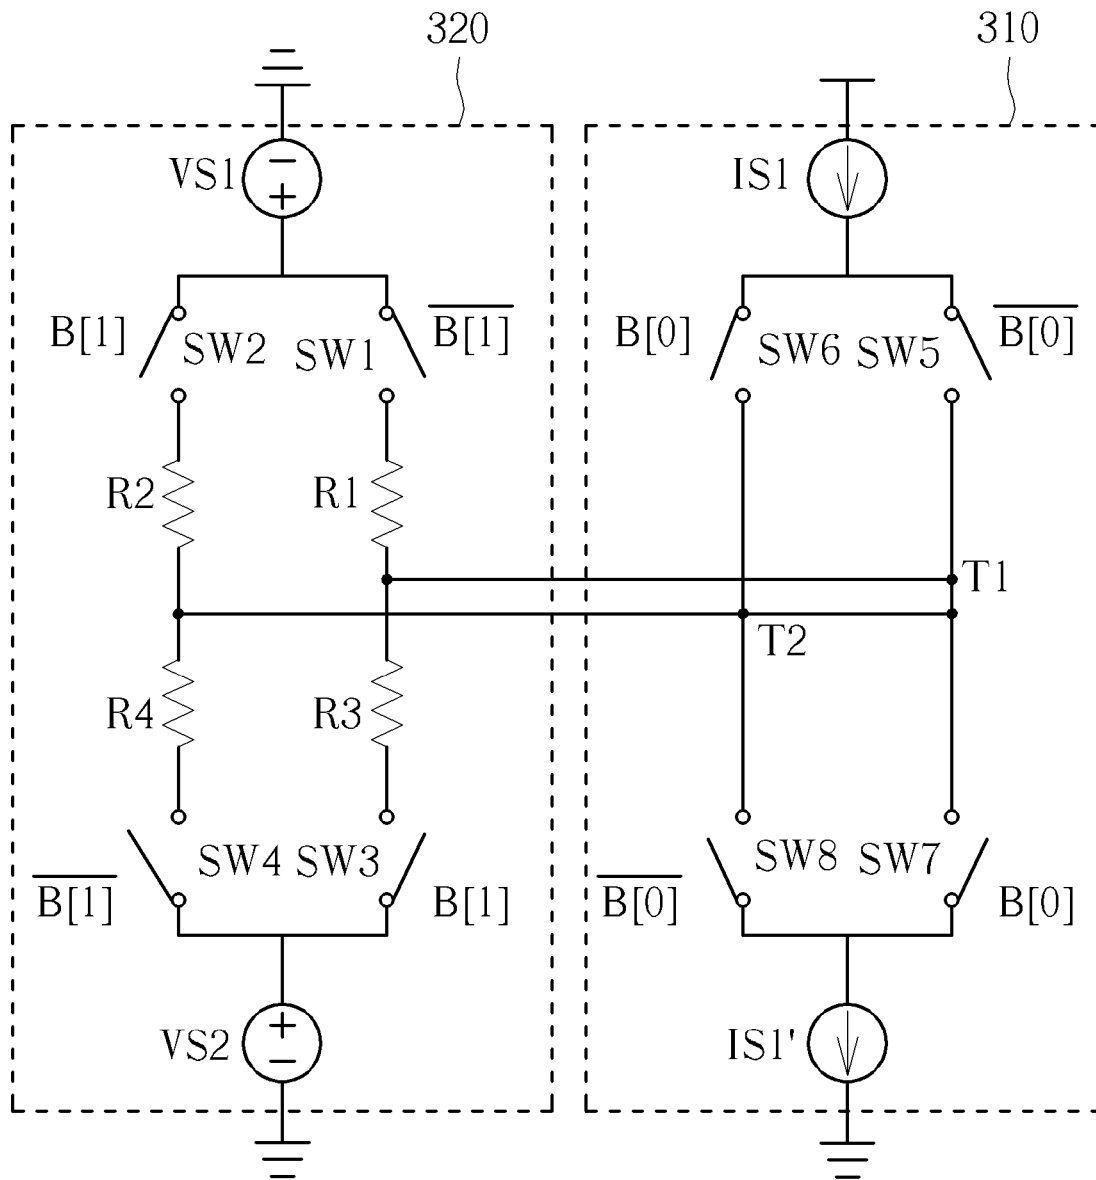 320
310
VS1
IS1
B[1]
SW2
SW1
B[1]
B[0]
SW6
SW5
B[0]
R2
R1
T1
T2
R4
R3
SW4
SW3
B[1]
B[1]
SW8
SW7
B[0]
B[0]
VS2
IS1'